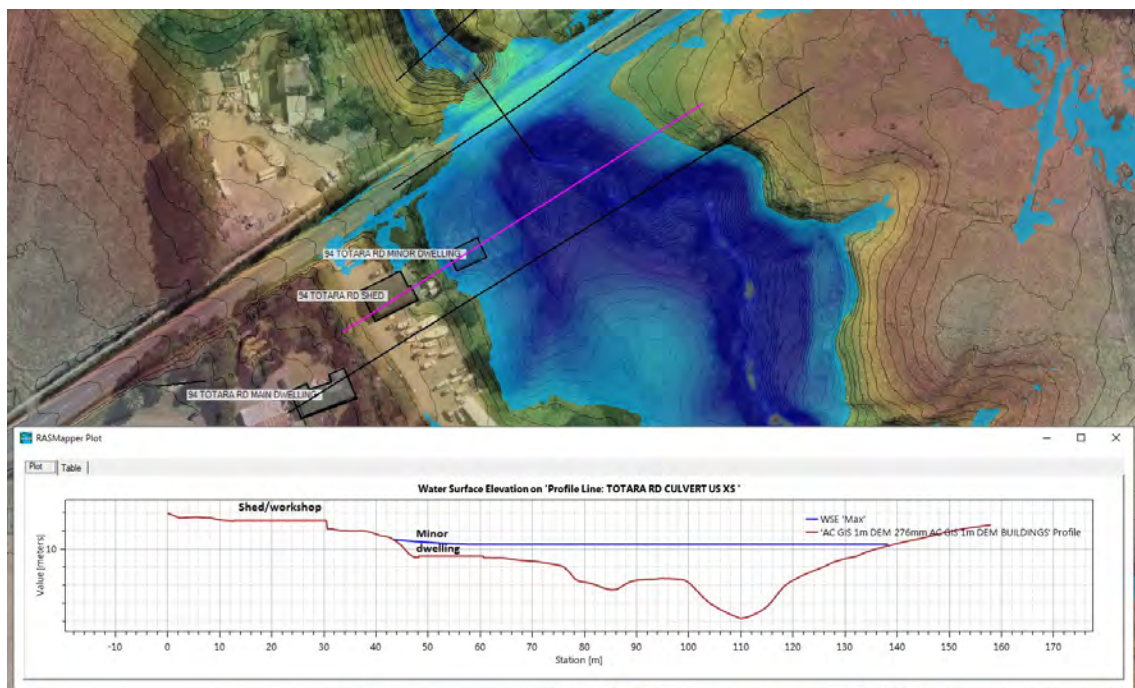 94 TOTARA RD MINOR DWELLING
94 TOTARA RD SHED
94 TOTARA RD MAIN DWELLING
RASMapper Plot
Plot
Table
Water Surface Elevation on 'Profile Line: TOTARA RD CULVERT US XS '
Shed/workshop
Minor
dwelling
WSE 'Max'
'AC GIS 1m DEM 276mm AC GIS 1m DEM BUILDINGS' Profile
Value [meters]
10
-10 0 10 20 30 40 50 60 70 80 90 100 110 120 130 140 150 160 170
Station [m]